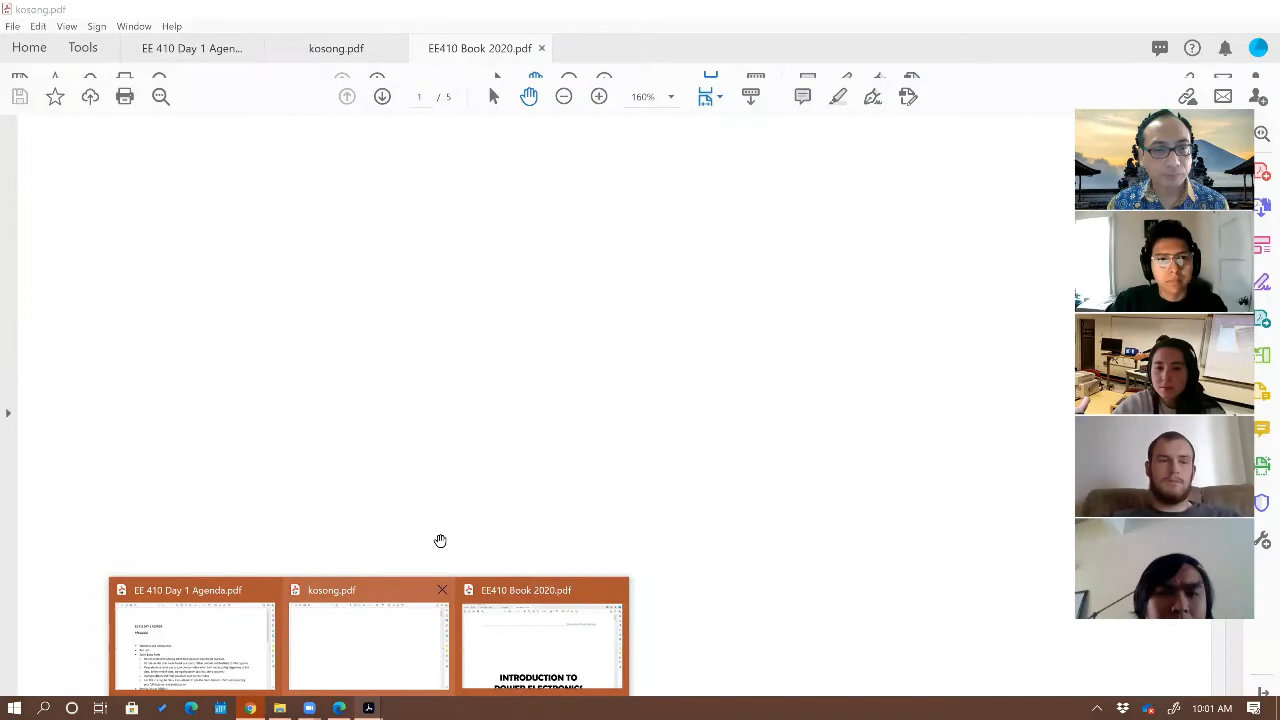 kosong.pdf
File Edit View Sign Window Help
Home Tools EE 410 Day 1 Agen... kosong.pdf EE410 Book 2020.pdf
1 / 5 160%
EE 410 Day 1 Agenda.pdf kosong.pdf EE410 Book 2020.pdf
INTRODUCTION TO
POWER ELECTRONICS
10:01 AM